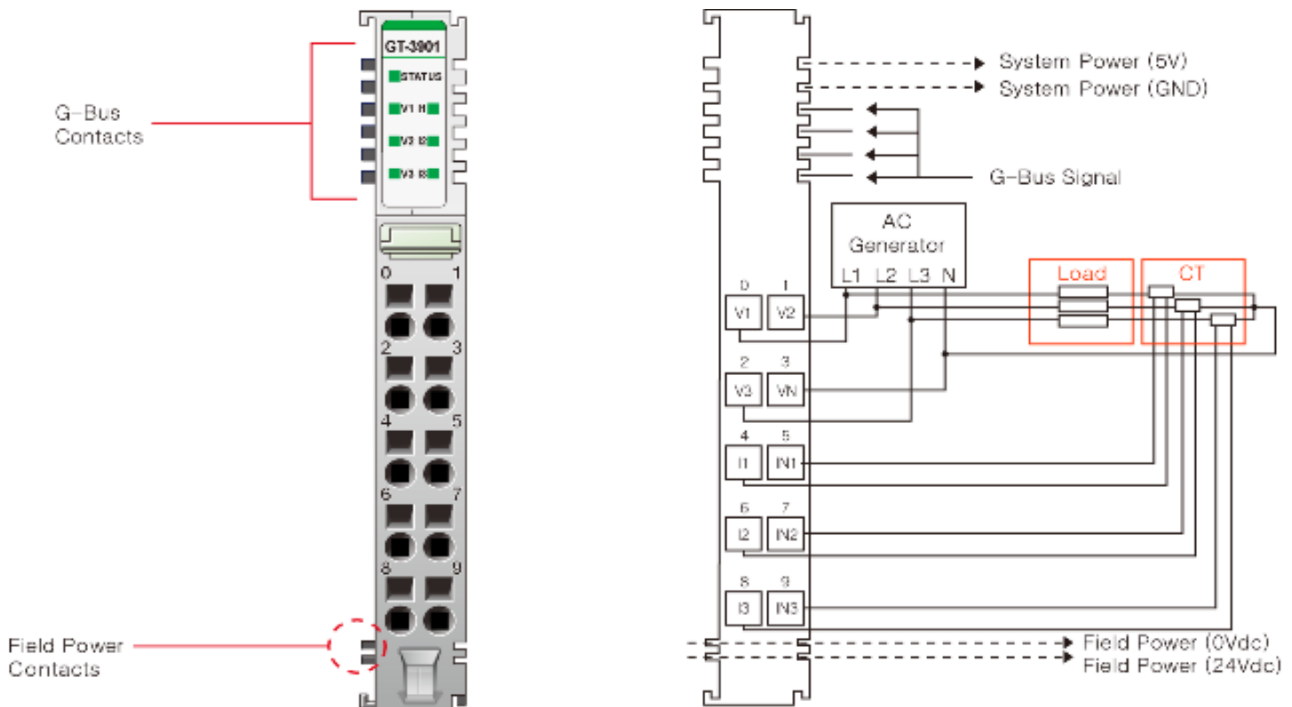 GT-3901
STATUS
V1 I1
V2 I2
V3 I3
G-Bus
Contacts
0 1
2 3
4 5
6 7
8 9
Field Power
Contacts
System Power (5V)
System Power (GND)
G-Bus Signal
AC
Generator
L1 L2 L3 N
Load
CT
0 1
V1 V2
2 3
V3 VN
4 5
I1 IN1
6 7
I2 IN2
8 9
I3 IN3
Field Power (0Vdc)
Field Power (24Vdc)